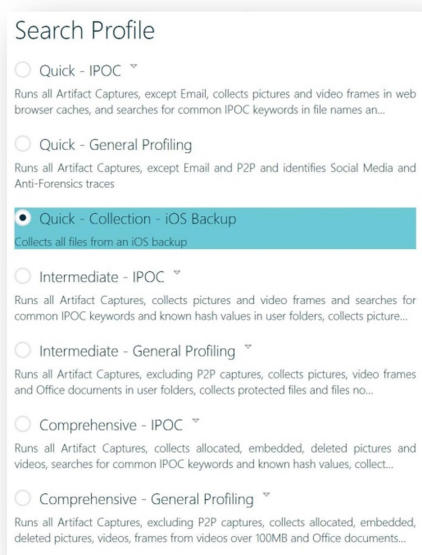 Search Profile
Quick - IPOC
Runs all Artifact Captures, except Email, collects pictures and video frames in web
browser caches, and searches for common IPOC keywords in file names an...
Quick - General Profiling
Runs all Artifact Captures, except Email and P2P and identifies Social Media and
Anti-Forensics traces
Quick - Collection - iOS Backup
Collects all files from an iOS backup
Intermediate - IPOC
Runs all Artifact Captures, collects pictures and video frames and searches for
common IPOC keywords and known hash values in user folders, collects picture...
Intermediate - General Profiling
Runs all Artifact Captures, excluding P2P captures, collects pictures, video frames
and Office documents in user folders, collects protected files and files no...
Comprehensive - IPOC
Runs all Artifact Captures, collects allocated, embedded, deleted pictures and
videos, searches for common IPOC keywords and known hash values, collect...
Comprehensive - General Profiling
Runs all Artifact Captures, excluding P2P captures, collects allocated, embedded,
deleted pictures, videos, frames from videos over 100MB and Office documents...